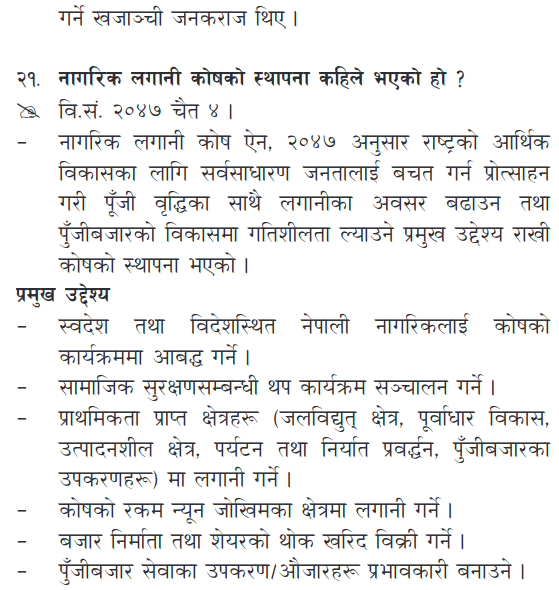 गर्ने खजाञ्ची जनकराज थिए ।
२१. नागरिक लगानी कोषको स्थापना कहिले भएको हो ?
वि.सं. २०४७ चैत ४ ।
– नागरिक लगानी कोष ऐन, २०४७ अनुसार राष्ट्रको आर्थिक
विकासका लागि सर्वसाधारण जनतालाई बचत गर्न प्रोत्साहन
गरी पूँजी वृद्धिका साथै लगानीका अवसर बढाउन तथा
पुँजीबजारको विकासमा गतिशीलता ल्याउने प्रमुख उद्देश्य राखी
कोषको स्थापना भएको ।
प्रमुख उद्देश्य
– स्वदेश तथा विदेशस्थित नेपाली नागरिकलाई कोषको
कार्यक्रममा आबद्ध गर्ने ।
– सामाजिक सुरक्षणसम्बन्धी थप कार्यक्रम सञ्चालन गर्ने ।
– प्राथमिकता प्राप्त क्षेत्रहरू (जलविद्युत् क्षेत्र, पूर्वाधार विकास,
उत्पादनशील क्षेत्र, पर्यटन तथा निर्यात प्रवर्द्धन, पुँजीबजारका
उपकरणहरू) मा लगानी गर्ने ।
– कोषको रकम न्यून जोखिमका क्षेत्रमा लगानी गर्ने ।
– बजार निर्माता तथा शेयरको थोक खरिद विक्री गर्ने ।
– पुँजीबजार सेवाका उपकरण/औजारहरू प्रभावकारी बनाउने ।